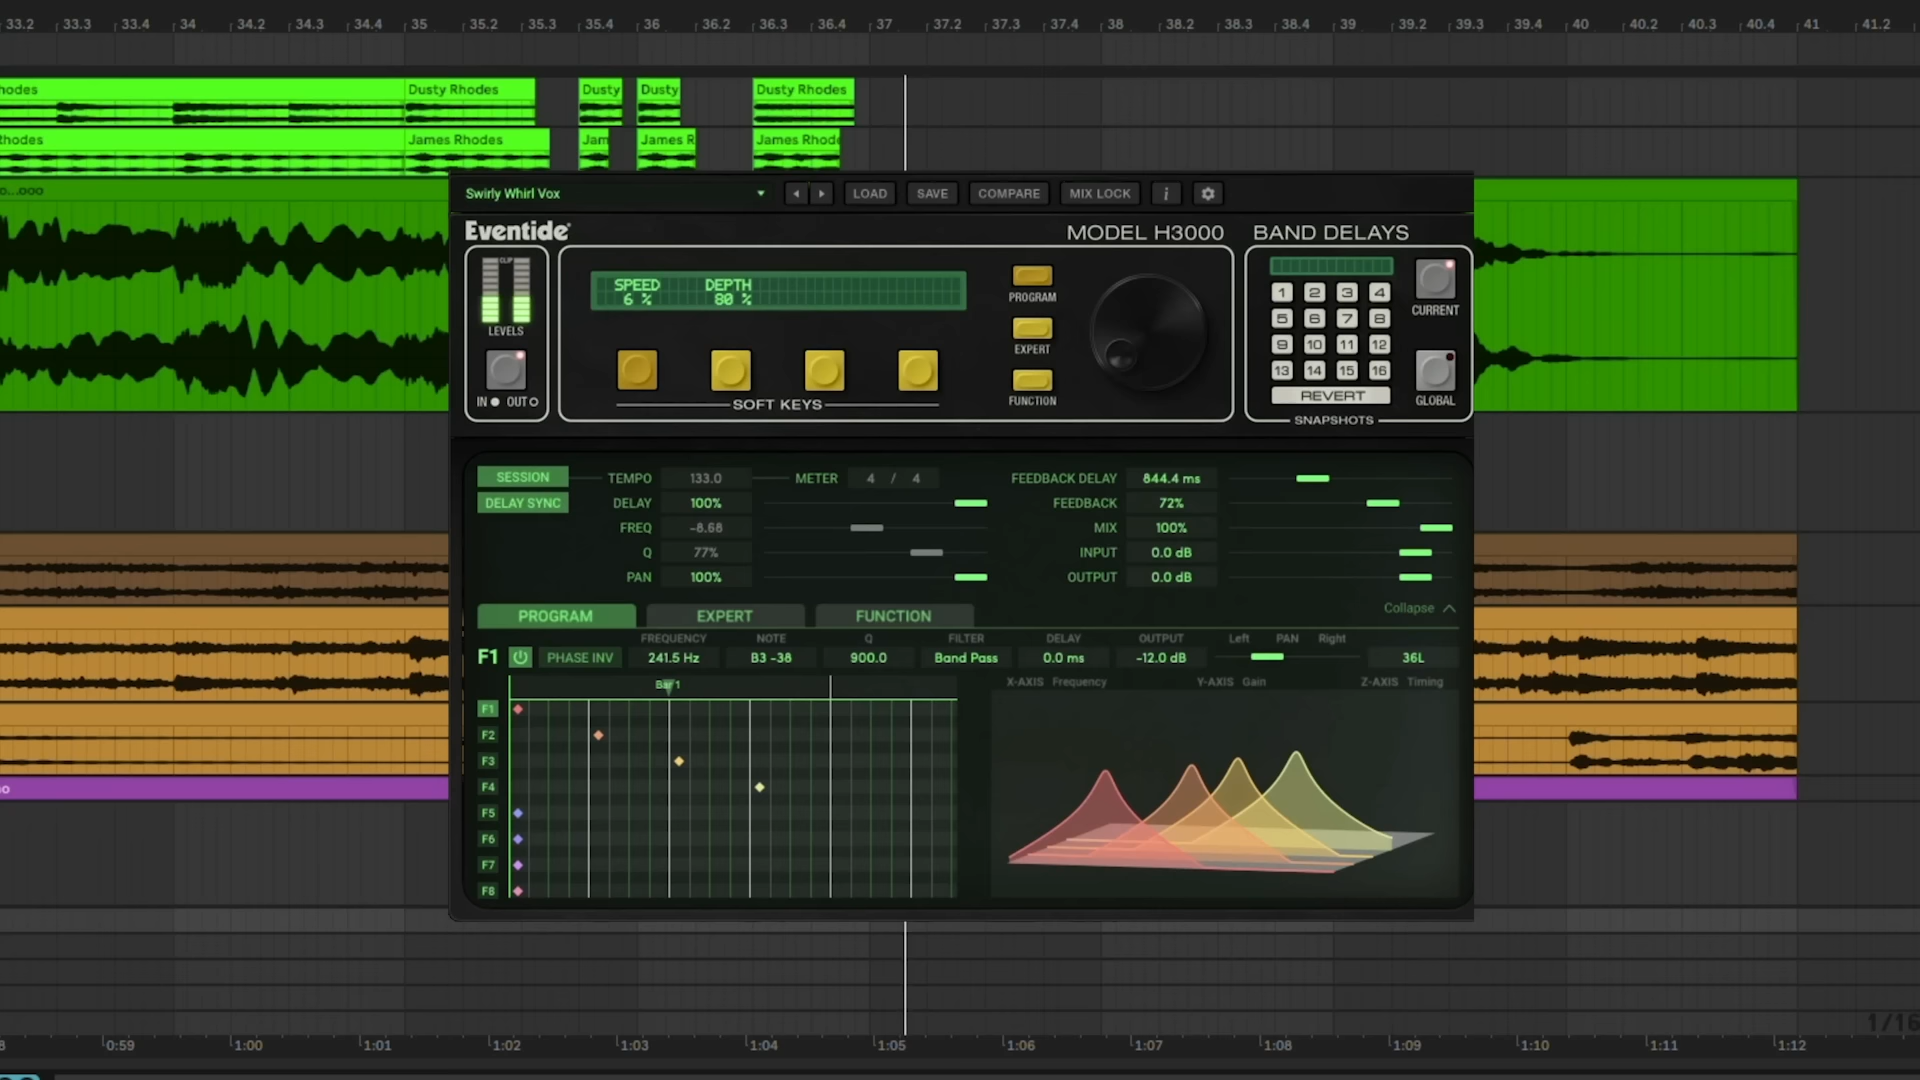 33.2 33.3 33.4 34 34.2 34.3 34.4 35 35.2 35.3 35.4 36 36.2 36.3 36.4 37 37.2 37.3 37.4 38 38.2 38.3 38.4 39 39.2 39.3 39.4 40 40.2 40.3 40.4 41 41.2
hodes Dusty Rhodes Dusty Dusty Dusty Rhodes
Rhodes James Rhodes Jam James R James Rhod
o...ooo
Swirly Whirl Vox LOAD SAVE COMPARE MIX LOCK i
Eventide MODEL H3000 BAND DELAYS
CLIP
SPEED DEPTH
6 % 80 %
LEVELS
IN OUT
SOFT KEYS
PROGRAM
EXPERT
FUNCTION
1 2 3 4
5 6 7 8
9 10 11 12
13 14 15 16
REVERT
SNAPSHOTS
CURRENT
GLOBAL
SESSION TEMPO 133.0 METER 4 / 4 FEEDBACK DELAY 844.4 ms
DELAY SYNC DELAY 100% FEEDBACK 72%
FREQ -8.68 MIX 100%
Q 77% INPUT 0.0 dB
PAN 100% OUTPUT 0.0 dB
PROGRAM EXPERT FUNCTION Collapse
FREQUENCY NOTE Q FILTER DELAY OUTPUT Left PAN Right
F1 PHASE INV 241.5 Hz B3 -38 900.0 Band Pass 0.0 ms -12.0 dB 36L
X-AXIS Frequency Y-AXIS Gain Z-AXIS Timing
F1
F2
F3
F4
F5
F6
F7
F8
1/16
0:59 1:00 1:01 1:02 1:03 1:04 1:05 1:06 1:07 1:08 1:09 1:10 1:11 1:12